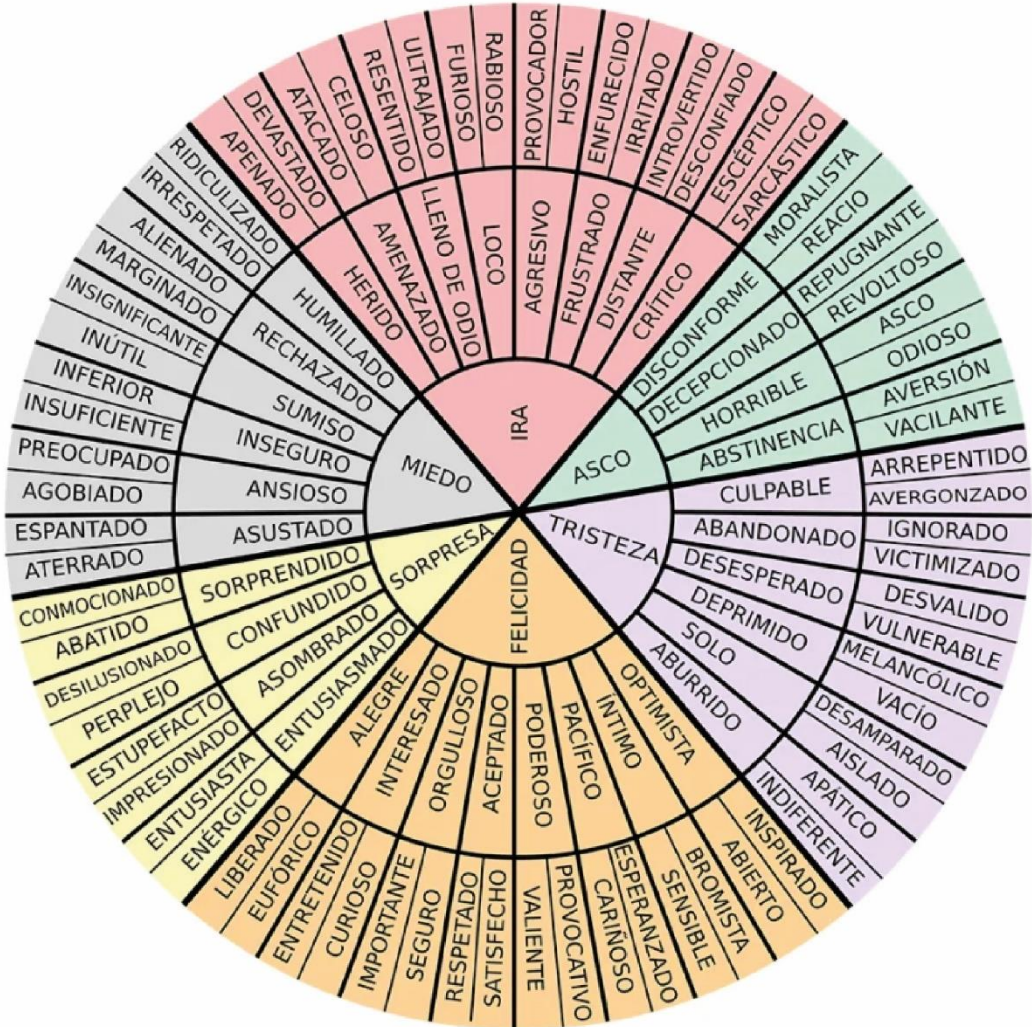 IRA
HERIDO
APENADO
DEVASTADO
AMENAZADO
ATACADO
CELOSO
LLENO DE ODIO
RESENTIDO
ULTRAJADO
LOCO
FURIOSO
RABIOSO
AGRESIVO
PROVOCADOR
HOSTIL
FRUSTRADO
ENFURECIDO
IRRITADO
DISTANTE
INTROVERTIDO
DESCONFIADO
CRÍTICO
ESCÉPTICO
SARCÁSTICO
ASCO
DISCONFORME
MORALISTA
REACIO
DECEPCIONADO
REPUGNANTE
REVOLTOSO
HORRIBLE
ASCO
ODIOSO
ABSTINENCIA
AVERSIÓN
VACILANTE
TRISTEZA
CULPABLE
ARREPENTIDO
AVERGONZADO
ABANDONADO
IGNORADO
VICTIMIZADO
DESESPERADO
DESVALIDO
VULNERABLE
DEPRIMIDO
MELANCÓLICO
VACÍO
SOLO
DESAMPARADO
AISLADO
ABURRIDO
APÁTICO
INDIFERENTE
FELICIDAD
OPTIMISTA
INSPIRADO
ABIERTO
ÍNTIMO
BROMISTA
SENSIBLE
PACÍFICO
ESPERANZADO
CARIÑOSO
PODEROSO
PROVOCATIVO
VALIENTE
ACEPTADO
SATISFECHO
RESPETADO
ORGULLOSO
SEGURO
IMPORTANTE
INTERESADO
CURIOSO
ENTRETENIDO
ALEGRE
EUFÓRICO
LIBERADO
SORPRESA
ENTUSIASMADO
ENÉRGICO
ENTUSIASTA
ASOMBRADO
IMPRESIONADO
ESTUPEFACTO
CONFUNDIDO
PERPLEJO
DESILUSIONADO
SORPRENDIDO
ABATIDO
CONMOCIONADO
MIEDO
ASUSTADO
ATERRADO
ESPANTADO
ANSIOSO
AGOBIADO
PREOCUPADO
INSEGURO
INSUFICIENTE
INFERIOR
SUMISO
INÚTIL
INSIGNIFICANTE
RECHAZADO
MARGINADO
ALIENADO
HUMILLADO
IRRESPETADO
RIDICULIZADO